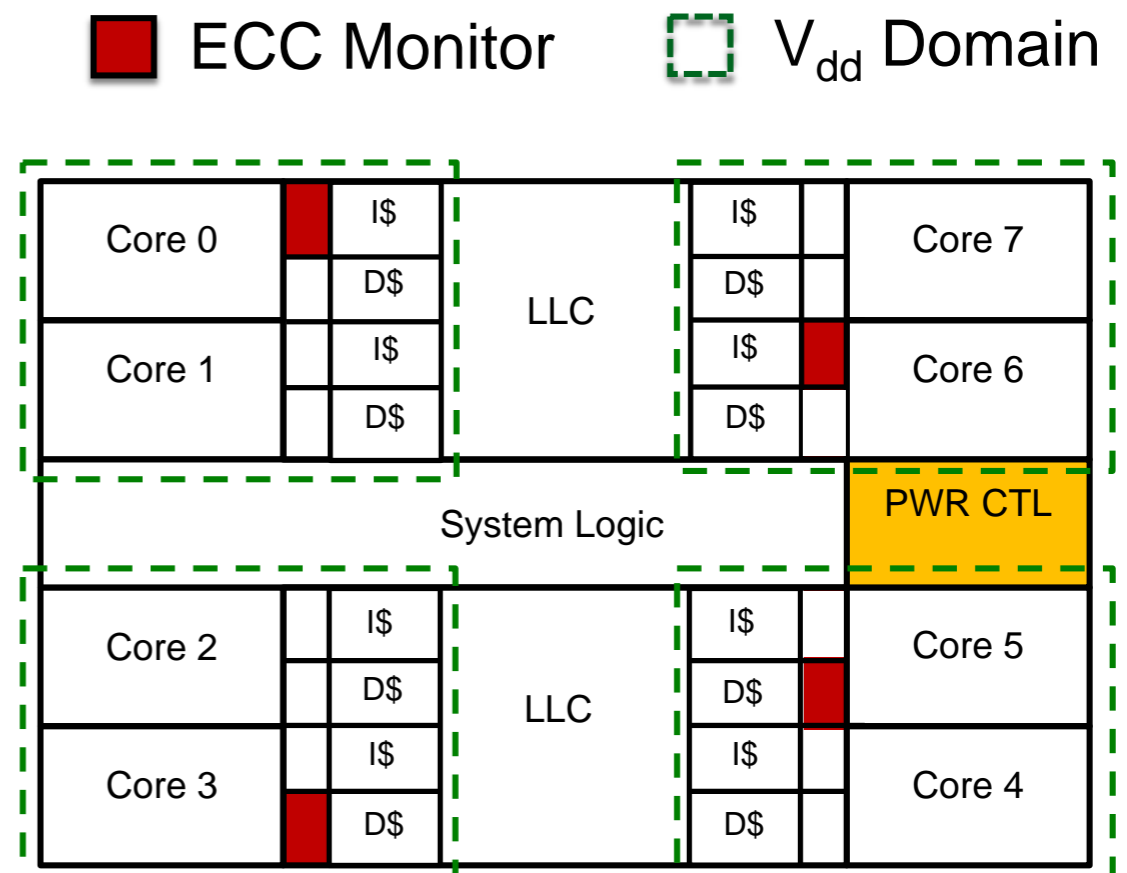 ECC Monitor
Vdd Domain
Core 0
I$
D$
Core 1
I$
D$
LLC
I$
Core 7
D$
I$
Core 6
D$
System Logic
PWR CTL
Core 2
I$
D$
Core 3
I$
D$
LLC
I$
Core 5
D$
I$
Core 4
D$